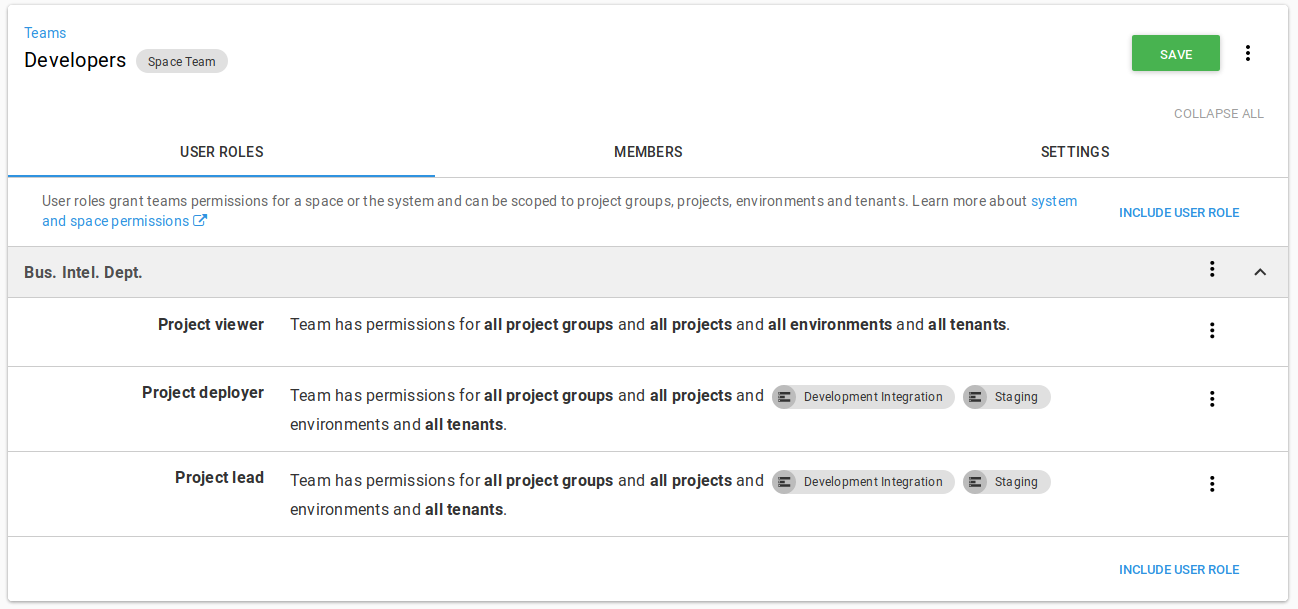 Teams
Developers Space Team
SAVE
COLLAPSE ALL
USER ROLES MEMBERS SETTINGS
User roles grant teams permissions for a space or the system and can be scoped to project groups, projects, environments and tenants. Learn more about system
and space permissions
INCLUDE USER ROLE
Bus. Intel. Dept.
Project viewer Team has permissions for all project groups and all projects and all environments and all tenants.
Project deployer Team has permissions for all project groups and all projects and Development Integration Staging
environments and all tenants.
Project lead Team has permissions for all project groups and all projects and Development Integration Staging
environments and all tenants.
INCLUDE USER ROLE